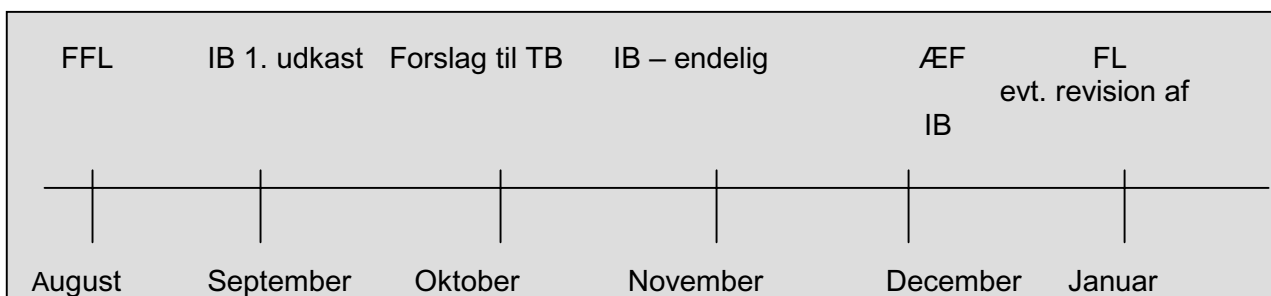 FFL IB 1. udkast Forslag til TB IB – endelig ÆF FL
evt. revision af
IB
August September Oktober November December Januar